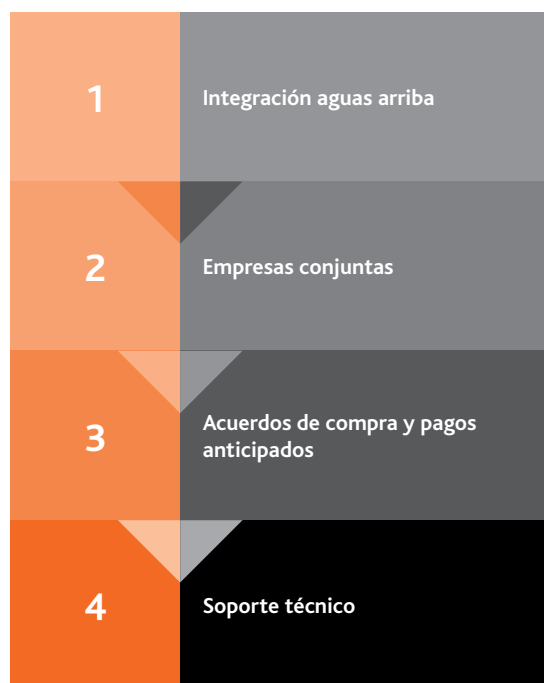 1
Integración aguas arriba
2
Empresas conjuntas
3
Acuerdos de compra y pagos
anticipados
4
Soporte técnico